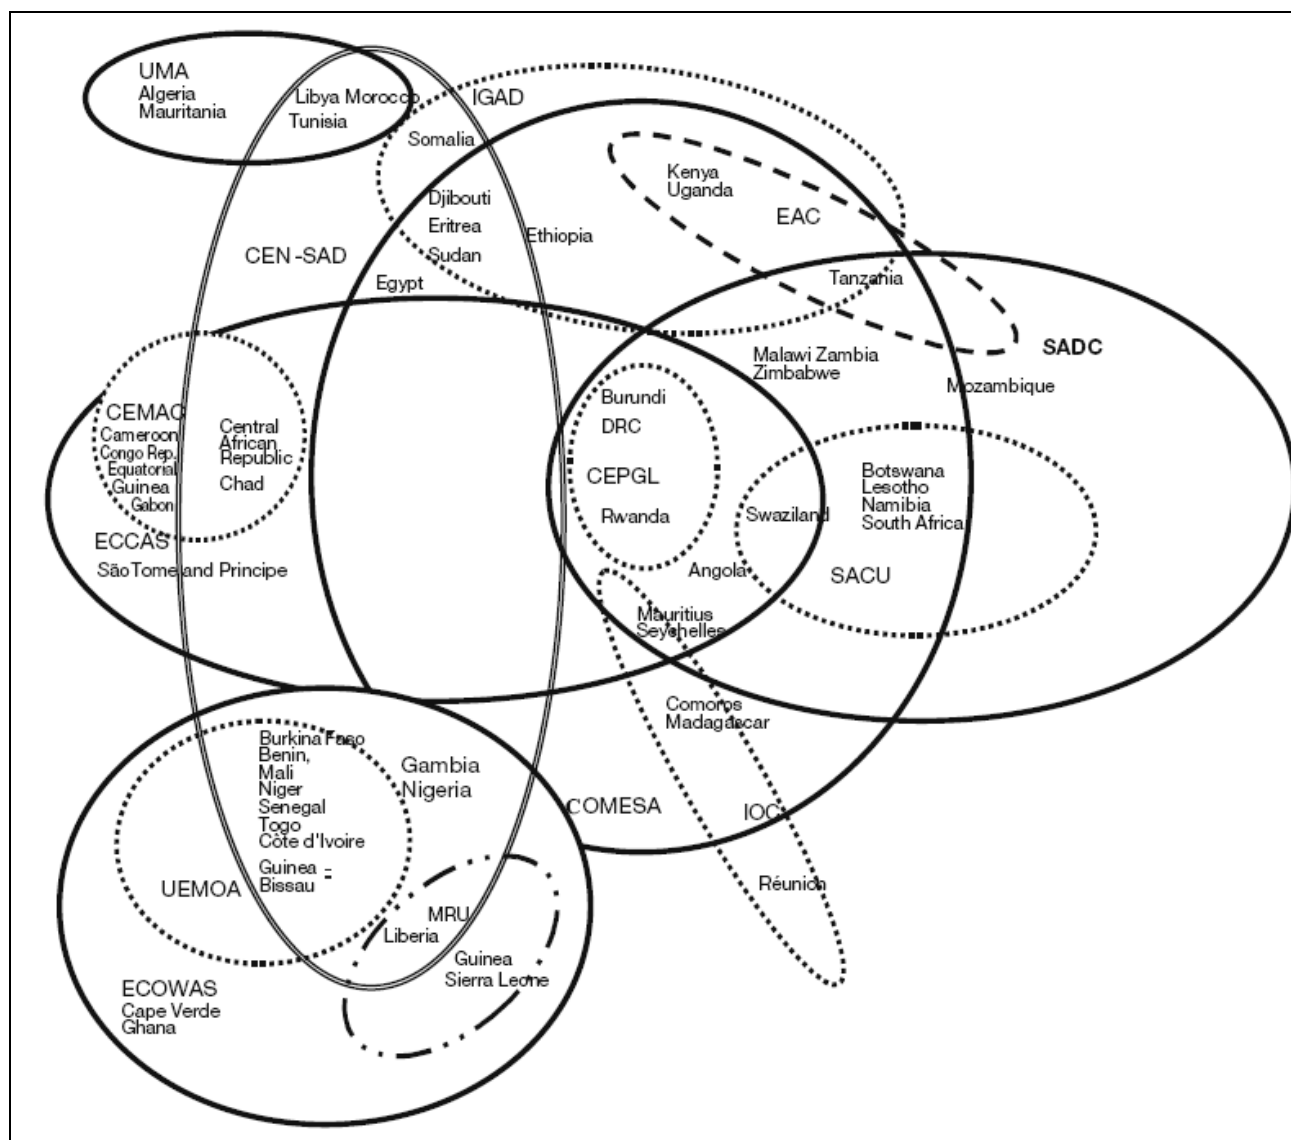 UMA
Algeria
Mauritania
Libya Morocco
Tunisia
IGAD
Somalia
Djibouti
Eritrea
Sudan
Ethiopia
Kenya
Uganda
EAC
CEN -SAD
Egypt
Tanzania
SADC
Malawi Zambia
Zimbabwe
Mozambique
CEMAC
Cameroon
Congo Rep.
Equatorial
Guinea
Gabon
Central
African
Republic
Chad
ECCAS
São Tome and Principe
Burundi
DRC
CEPGL
Rwanda
Swaziland
Botswana
Lesotho
Namibia
South Africa
SACU
Angola
Mauritius
Seychelles
Comoros
Madagascar
COMESA
IOC
Réunion
Burkina Faso
Benin,
Mali
Niger
Senegal
Togo
Côte d'Ivoire
Guinea -
Bissau
Gambia
Nigeria
UEMOA
MRU
Liberia
Guinea
Sierra Leone
ECOWAS
Cape Verde
Ghana